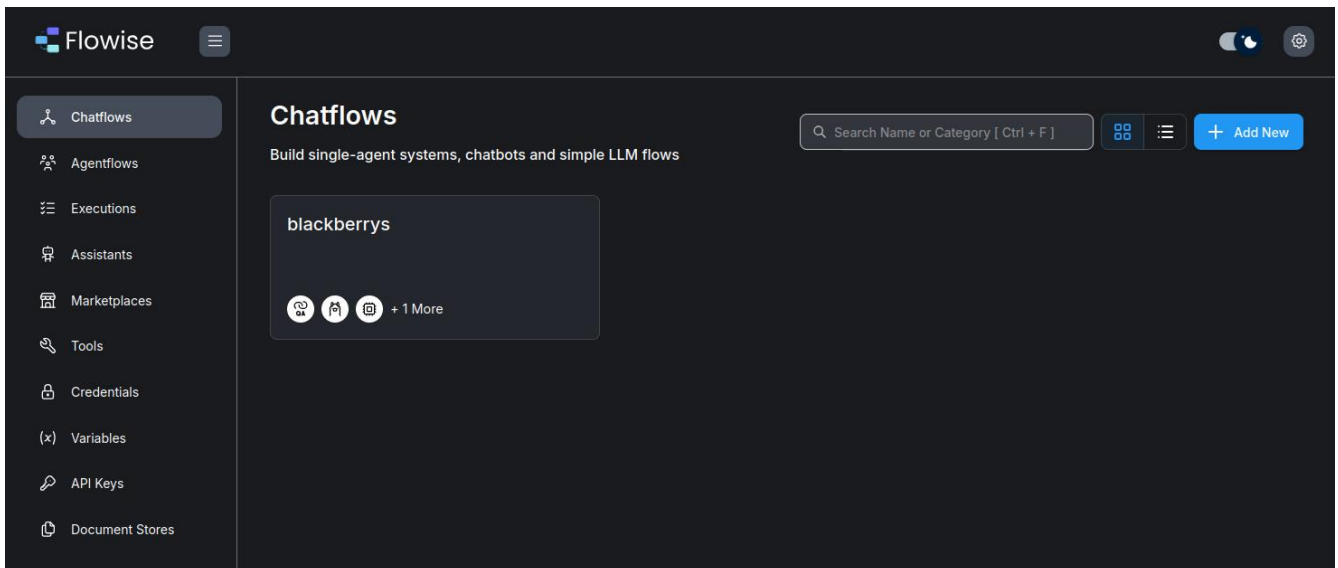 Flowise
Chatflows
Agentflows
Executions
Assistants
Marketplaces
Tools
Credentials
(x) Variables
API Keys
Document Stores
Chatflows
Build single-agent systems, chatbots and simple LLM flows
Search Name or Category [ Ctrl + F ]
+ Add New
blackberrys
QA
+ 1 More